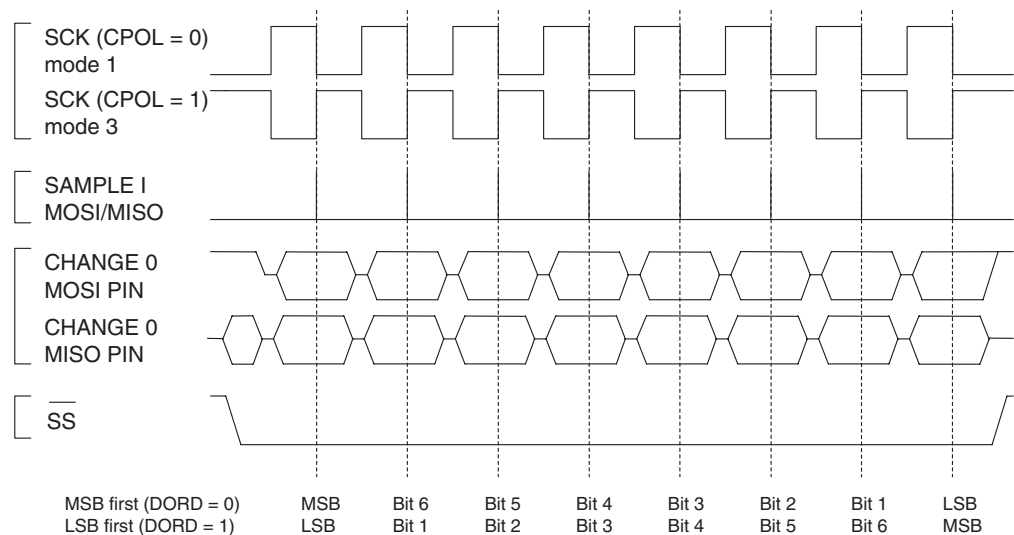 SCK (CPOL = 0)
mode 1
SCK (CPOL = 1)
mode 3
SAMPLE I
MOSI/MISO
CHANGE 0
MOSI PIN
CHANGE 0
MISO PIN
SS
MSB first (DORD = 0) MSB Bit 6 Bit 5 Bit 4 Bit 3 Bit 2 Bit 1 LSB
LSB first (DORD = 1) LSB Bit 1 Bit 2 Bit 3 Bit 4 Bit 5 Bit 6 MSB